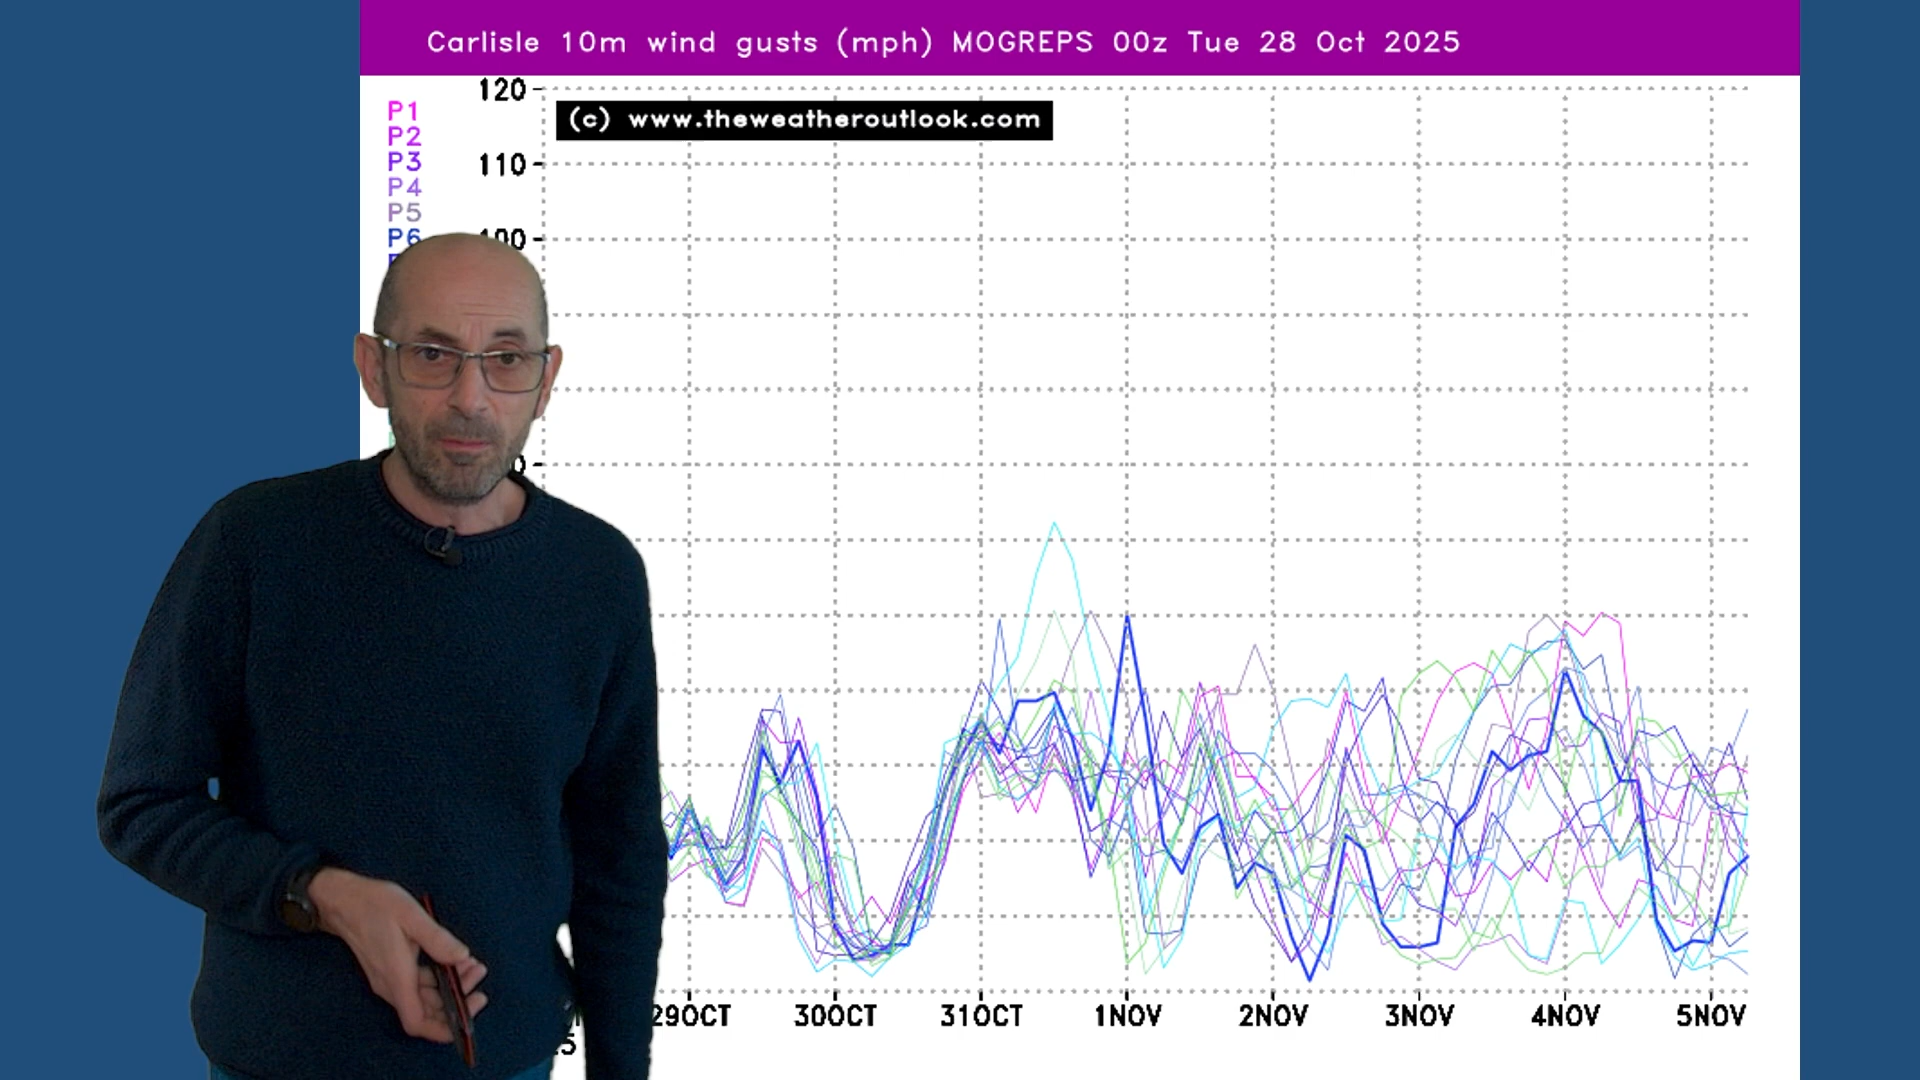 Carlisle 10m wind gusts (mph) MOGREPS 00z Tue 28 Oct 2025
120
(c) www.theweatheroutlook.com
P1
P2
110
P3
P4
P5
P6
29OCT 30OCT 31OCT 1NOV 2NOV 3NOV 4NOV 5NOV